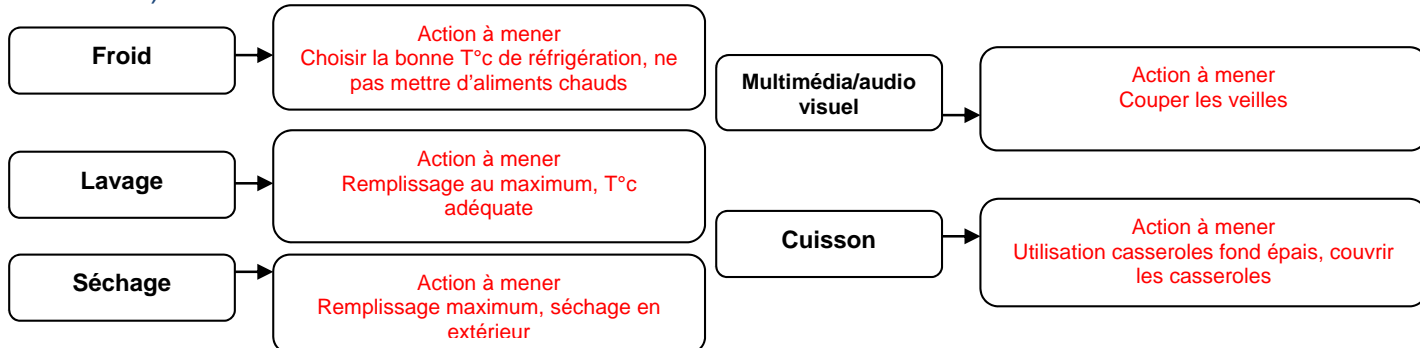 Froid
Action à mener
Choisir la bonne T°c de réfrigération, ne
pas mettre d'aliments chauds
Lavage
Action à mener
Remplissage au maximum, T°c
adéquate
Séchage
Action à mener
Remplissage maximum, séchage en
extérieur
Multimédia/audio
visuel
Action à mener
Couper les veilles
Cuisson
Action à mener
Utilisation casseroles fond épais, couvrir
les casseroles